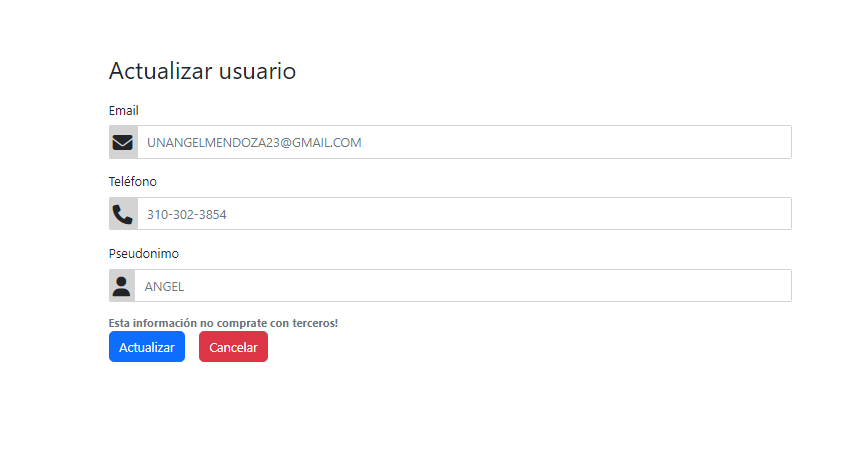 Actualizar usuario
Email
UNANGELMENDOZA23@GMAIL.COM
Teléfono
310-302-3854
Pseudonimo
ANGEL
Esta información no comprate con terceros!
Actualizar Cancelar